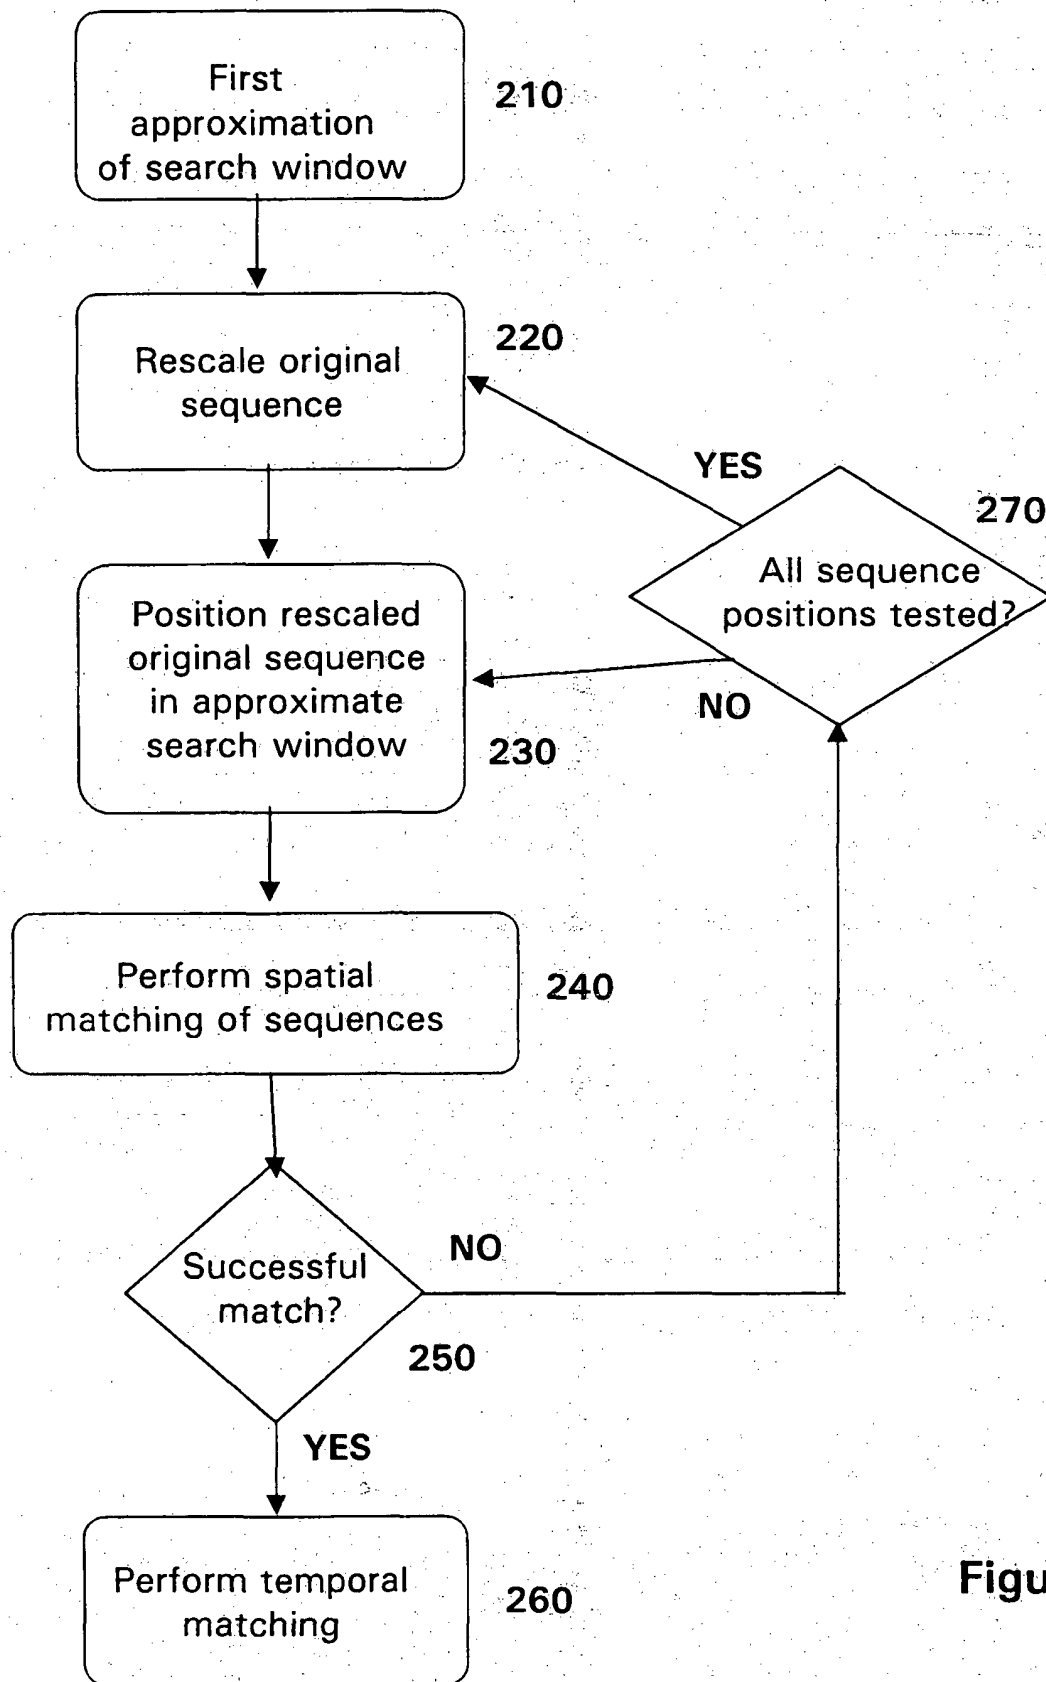 First
approximation
of search window
210
Rescale original
sequence
220
YES
270
All sequence
positions tested?
Position rescaled
original sequence
in approximate
search window
NO
230
Perform spatial
matching of sequences
240
Successful
match?
NO
250
YES
Perform temporal
matching
260
Figu